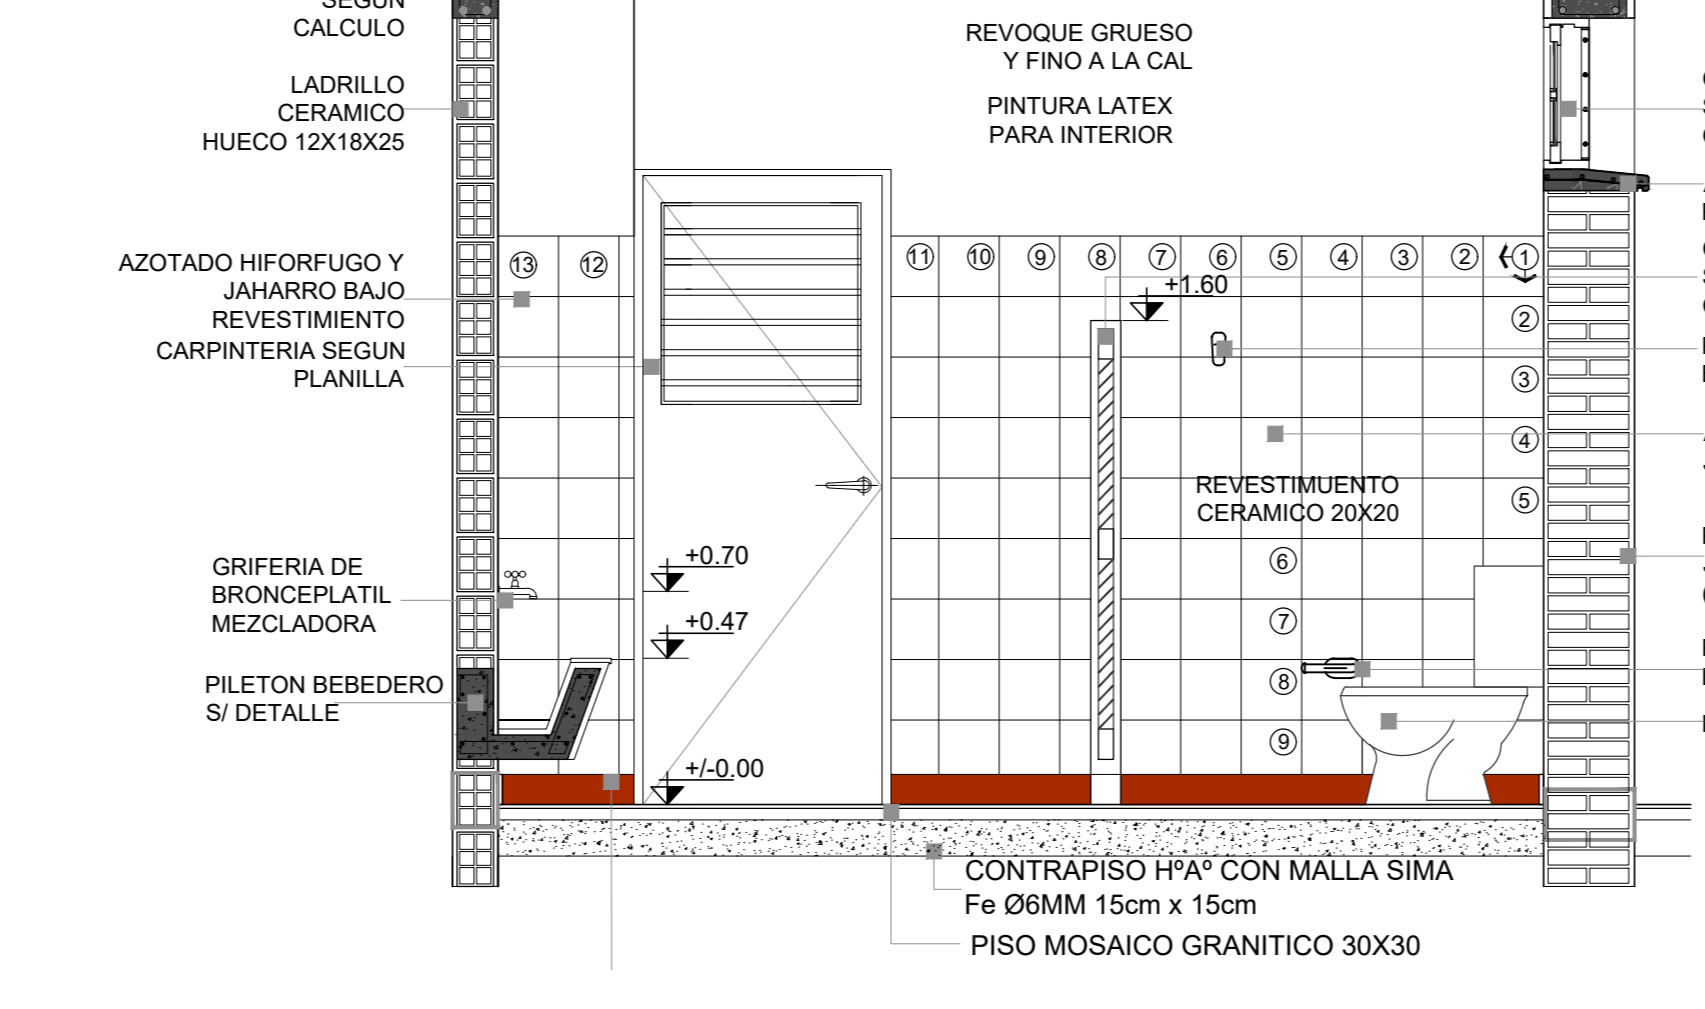 SEGUN
CALCULO
LADRILLO
CERAMICO
HUECO 12X18X25
AZOTADO HIFORFUGO Y
JAHARRO BAJO
REVESTIMIENTO
CARPINTERIA SEGUN
PLANILLA
GRIFERIA DE
BRONCEPLATIL
MEZCLADORA
PILETON BEBEDERO
S/ DETALLE
REVOQUE GRUESO
Y FINO A LA CAL
PINTURA LATEX
PARA INTERIOR
13 12 11 10 9 8 7 6 5 4 3 2 1
+1.60
2
3
4
5
REVESTIMUENTO
CERAMICO 20X20
6
7
8
9
+0.70
+0.47
+/-0.00
CONTRAPISO HºAº CON MALLA SIMA
Fe Ø6MM 15cm x 15cm
PISO MOSAICO GRANITICO 30X30